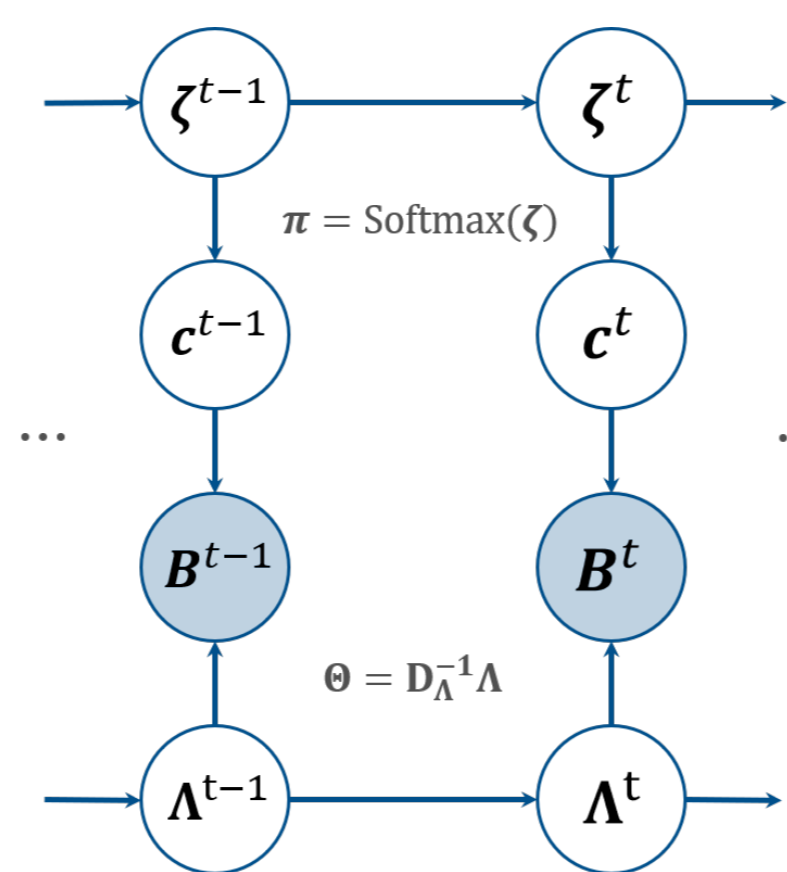 ζ^{t−1} ζ^t
π = Softmax(ζ)
c^{t−1} c^t
... .
B^{t−1} B^t
Θ = D_Λ^{−1}Λ
Λ^{t−1} Λ^t